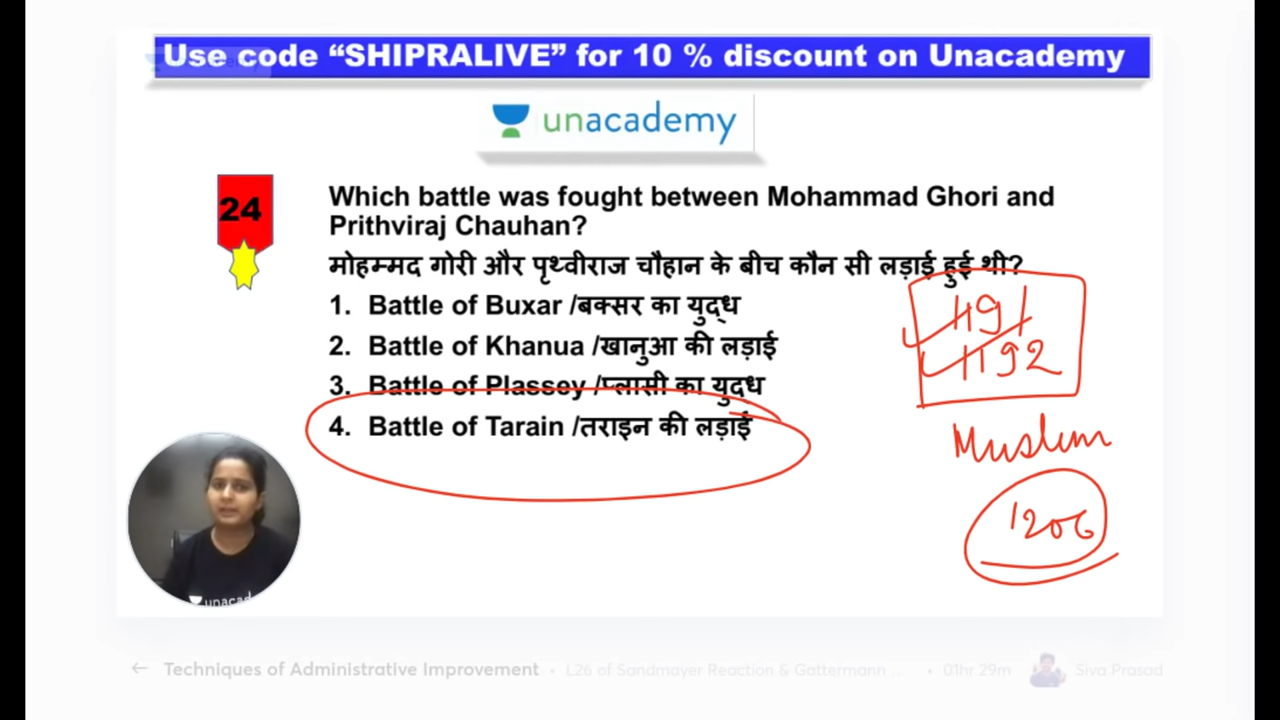 Use code “SHIPRALIVE” for 10 % discount on Unacademy
unacademy
24
Which battle was fought between Mohammad Ghori and
Prithviraj Chauhan?
मोहम्मद गोरी और पृथ्वीराज चौहान के बीच कौन सी लड़ाई हुई थी?
1. Battle of Buxar /बक्सर का युद्ध
2. Battle of Khanua /खानुआ की लड़ाई
3. Battle of Plassey /प्लासी का युद्ध
4. Battle of Tarain /तराइन की लड़ाई
1191
1192
Muslim
1206
unacad
← Techniques of Administrative Improvement • L26 of Sandmayer Reaction & Gattermann ... • 01hr 29m Siva Prasad